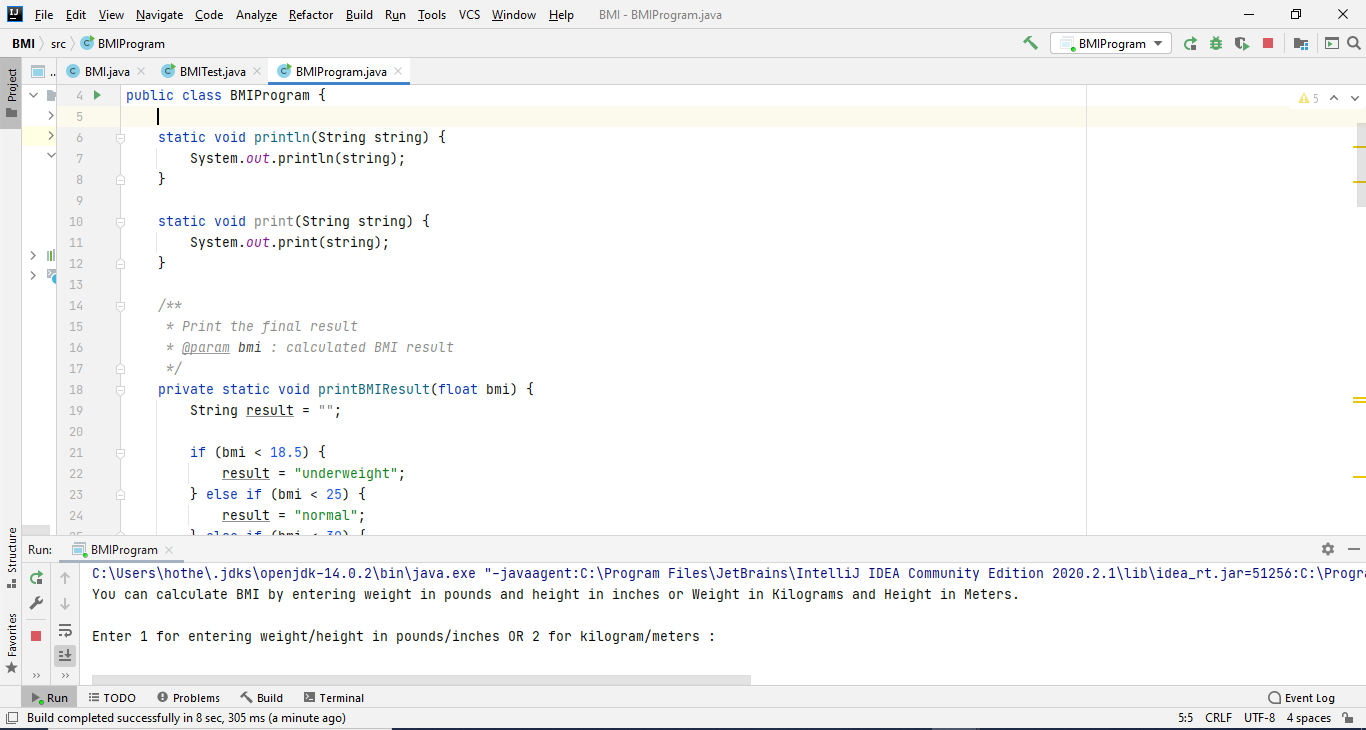 File Edit View Navigate Code Analyze Refactor Build Run Tools VCS Window Help BMI - BMIProgram.java
BMI src BMIProgram BMIProgram
Project .. BMI.java BMITest.java BMIProgram.java
4 public class BMIProgram {
5
6 static void println(String string) {
7 System.out.println(string);
8 }
9
10 static void print(String string) {
11 System.out.print(string);
12 }
13
14 /**
15 * Print the final result
16 * @param bmi : calculated BMI result
17 */
18 private static void printBMIResult(float bmi) {
19 String result = "";
20
21 if (bmi < 18.5) {
22 result = "underweight";
23 } else if (bmi < 25) {
24 result = "normal";
25 } else if (bmi < 30) {
5
Structure
Favorites
Run: BMIProgram
C:\Users\hothe\.jdks\openjdk-14.0.2\bin\java.exe "-javaagent:C:\Program Files\JetBrains\IntelliJ IDEA Community Edition 2020.2.1\lib\idea_rt.jar=51256:C:\Progra
You can calculate BMI by entering weight in pounds and height in inches or Weight in Kilograms and Height in Meters.
Enter 1 for entering weight/height in pounds/inches OR 2 for kilogram/meters :
Run TODO Problems Build Terminal Event Log
Build completed successfully in 8 sec, 305 ms (a minute ago) 5:5 CRLF UTF-8 4 spaces